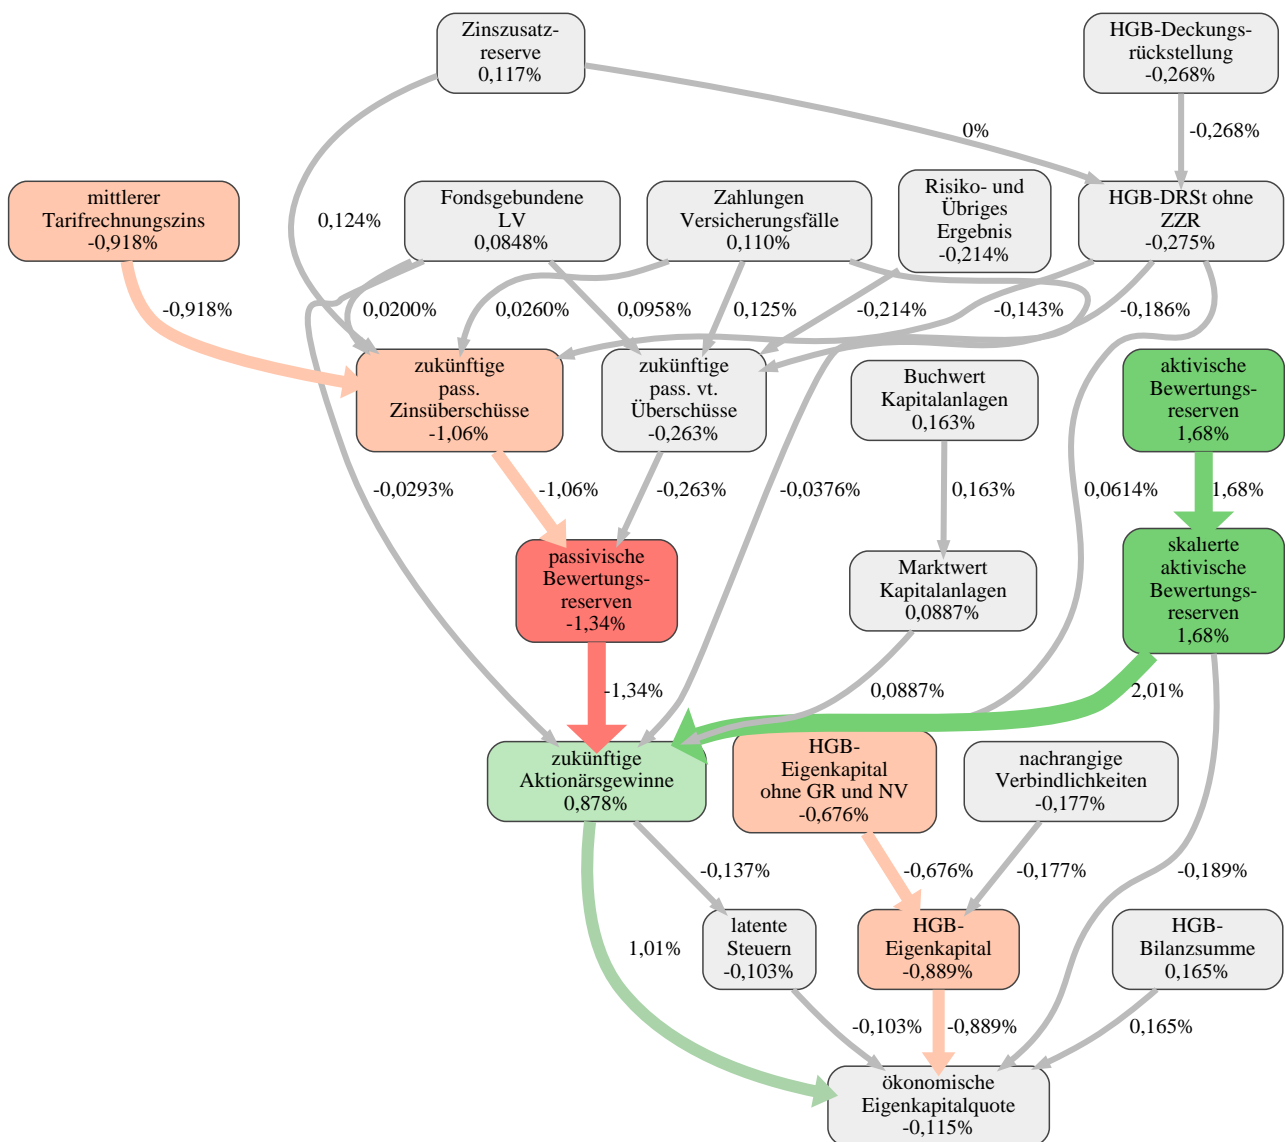 Zinszusatz-
reserve
0,117%
HGB-Deckungs-
rückstellung
-0,268%
0%
-0,268%
mittlerer
Tarifrechnungszins
-0,918%
0,124%
Fondsgebundene
LV
0,0848%
Zahlungen
Versicherungsfälle
0,110%
Risiko- und
Übriges
Ergebnis
-0,214%
HGB-DRSt ohne
ZZR
-0,275%
-0,918%
0,0200%
0,0260%
0,0958%
0,125%
-0,214%
-0,143%
-0,186%
zukünftige
pass.
Zinsüberschüsse
-1,06%
zukünftige
pass. vt.
Überschüsse
-0,263%
Buchwert
Kapitalanlagen
0,163%
aktivische
Bewertungs-
reserven
1,68%
-0,0293%
-1,06%
-0,263%
-0,0376%
0,163%
0,0614%
1,68%
passivische
Bewertungs-
reserven
-1,34%
Marktwert
Kapitalanlagen
0,0887%
skalierte
aktivische
Bewertungs-
reserven
1,68%
-1,34%
0,0887%
2,01%
zukünftige
Aktionärsgewinne
0,878%
HGB-
Eigenkapital
ohne GR und NV
-0,676%
nachrangige
Verbindlichkeiten
-0,177%
-0,137%
-0,676%
-0,177%
-0,189%
1,01%
latente
Steuern
-0,103%
HGB-
Eigenkapital
-0,889%
HGB-
Bilanzsumme
0,165%
-0,103%
-0,889%
0,165%
ökonomische
Eigenkapitalquote
-0,115%